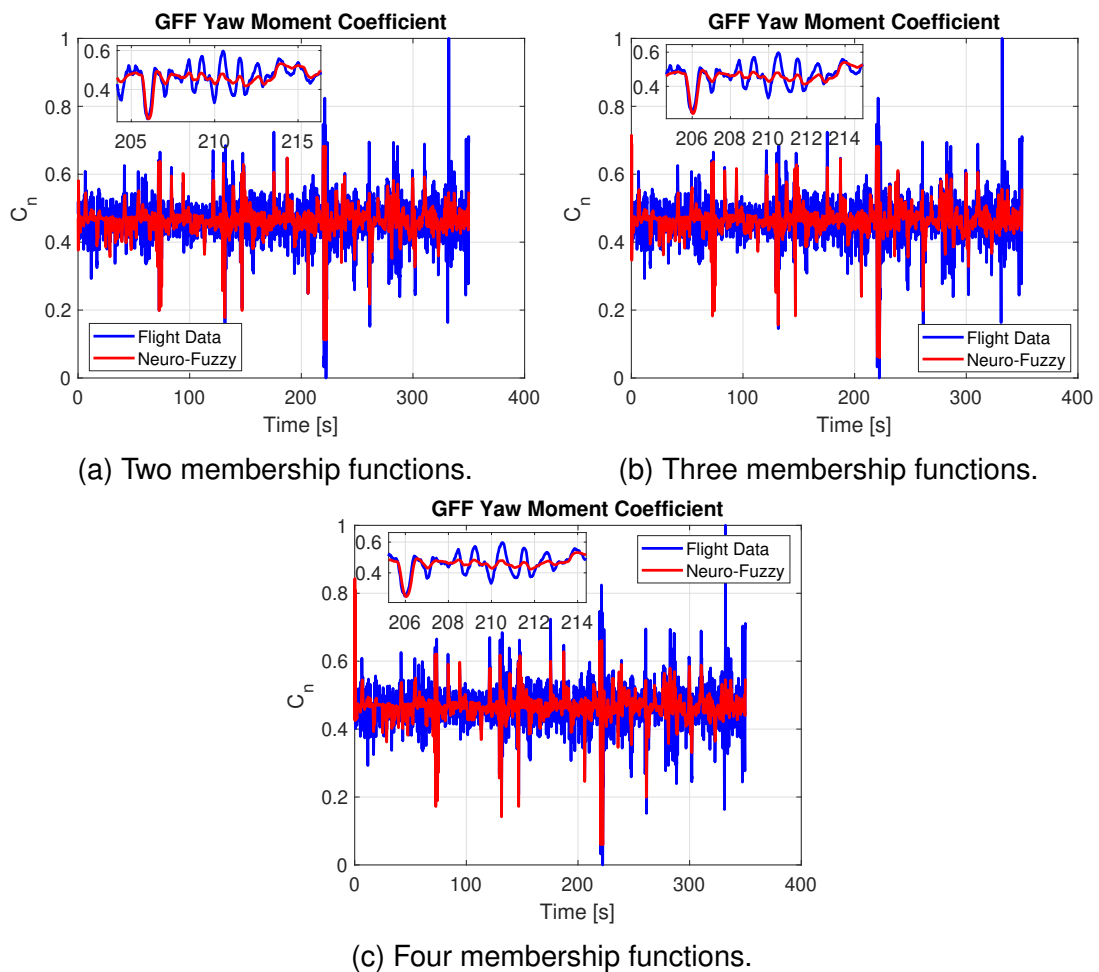 GFF Yaw Moment Coefficient
1
0.8
0.6
0.4
0.2
0
C_n
0.6
0.4
205 210 215
Flight Data
Neuro-Fuzzy
0 100 200 300 400
Time [s]
(a) Two membership functions.
GFF Yaw Moment Coefficient
1
0.8
0.6
0.4
0.2
0
C_n
0.6
0.4
206 208 210 212 214
Flight Data
Neuro-Fuzzy
0 100 200 300 400
Time [s]
(b) Three membership functions.
GFF Yaw Moment Coefficient
1
0.8
0.6
0.4
0.2
0
C_n
0.6
0.4
206 208 210 212 214
Flight Data
Neuro-Fuzzy
0 100 200 300 400
Time [s]
(c) Four membership functions.